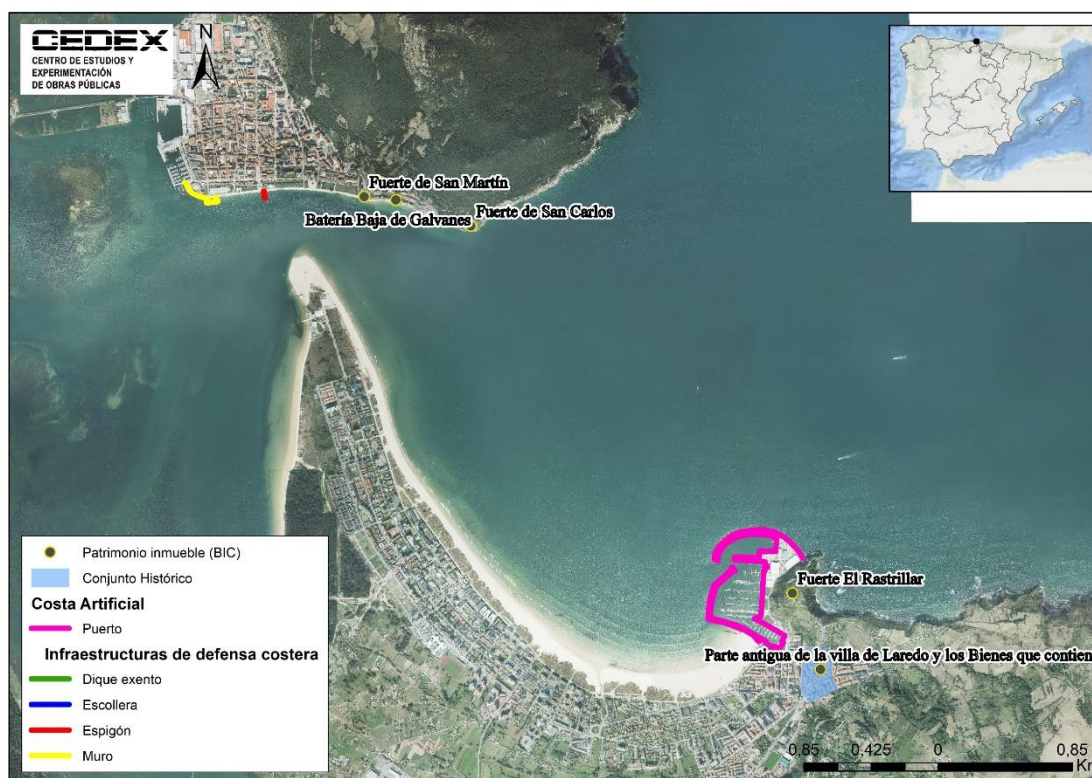 CEDEX
CENTRO DE ESTUDIOS Y
EXPERIMENTACIÓN
DE OBRAS PÚBLICAS
N
Fuerte de San Martín
Batería Baja de Galvanes
Fuerte de San Carlos
Fuerte El Rastrillar
Parte antigua de la villa de Laredo y los Bienes que contien
Patrimonio inmueble (BIC)
Conjunto Histórico
Costa Artificial
Puerto
Infraestructuras de defensa costera
Dique exento
Escollera
Espigón
Muro
0,85 0,425 0 0,85